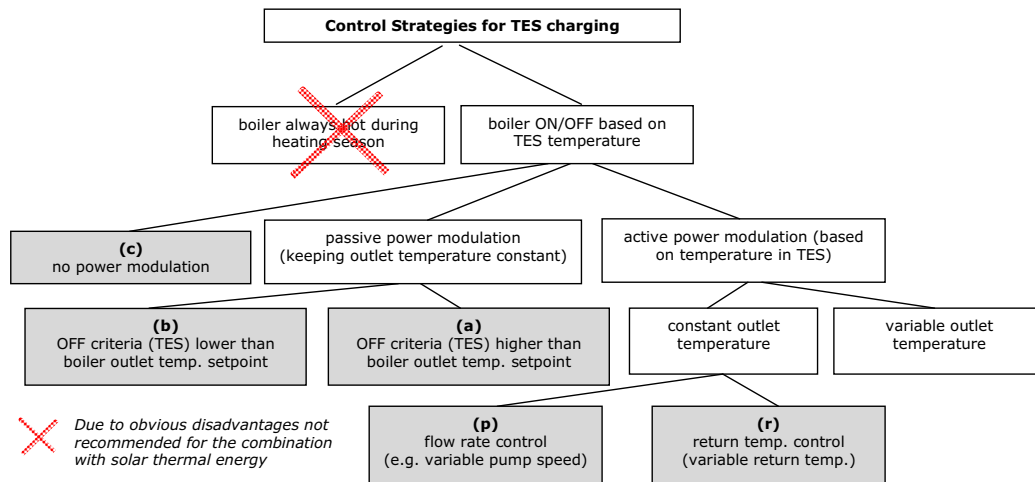 Control Strategies for TES charging
boiler always hot during
heating season
boiler ON/OFF based on
TES temperature
(c)
no power modulation
passive power modulation
(keeping outlet temperature constant)
active power modulation (based
on temperature in TES)
(b)
OFF criteria (TES) lower than
boiler outlet temp. setpoint
(a)
OFF criteria (TES) higher than
boiler outlet temp. setpoint
constant outlet
temperature
variable outlet
temperature
Due to obvious disadvantages not
recommended for the combination
with solar thermal energy
(p)
flow rate control
(e.g. variable pump speed)
(r)
return temp. control
(variable return temp.)